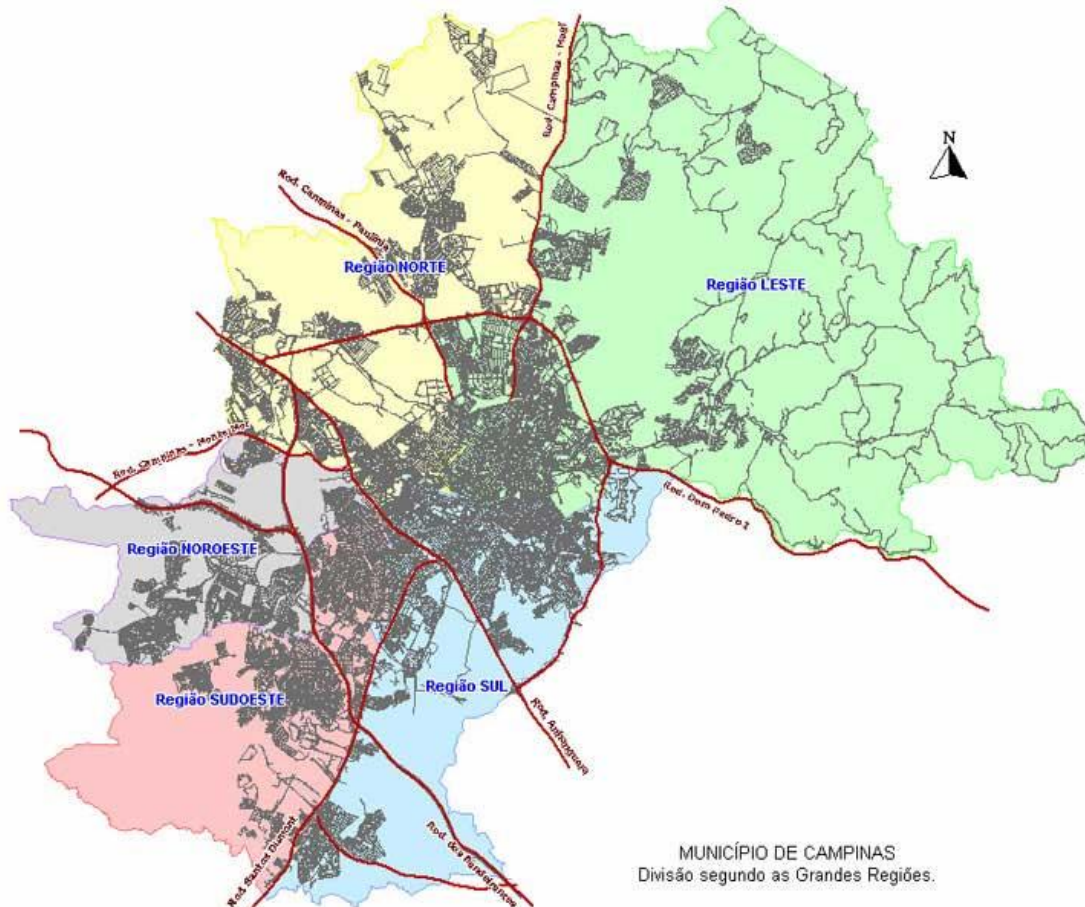 Rod. Campinas - Mogi
N
Rod. Campinas - Paulínia
Região NORTE
Região LESTE
Rod. Campinas - Monte Mor
Rod. Dom Pedro I
Região NOROESTE
Região SUL
Região SUDOESTE
Rod. Anhanguera
Rod. Santos Dumont
Rod. dos Bandeirantes
MUNICÍPIO DE CAMPINAS
Divisão segundo as Grandes Regiões.